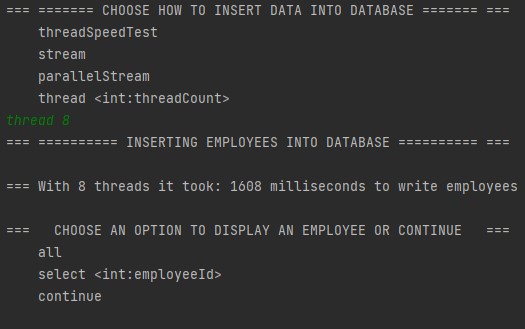 === ======= CHOOSE HOW TO INSERT DATA INTO DATABASE ======= ===
threadSpeedTest
stream
parallelStream
thread <int:threadCount>
thread 8
=== ========== INSERTING EMPLOYEES INTO DATABASE ========== ===
=== With 8 threads it took: 1608 milliseconds to write employees
===   CHOOSE AN OPTION TO DISPLAY AN EMPLOYEE OR CONTINUE   ===
all
select <int:employeeId>
continue